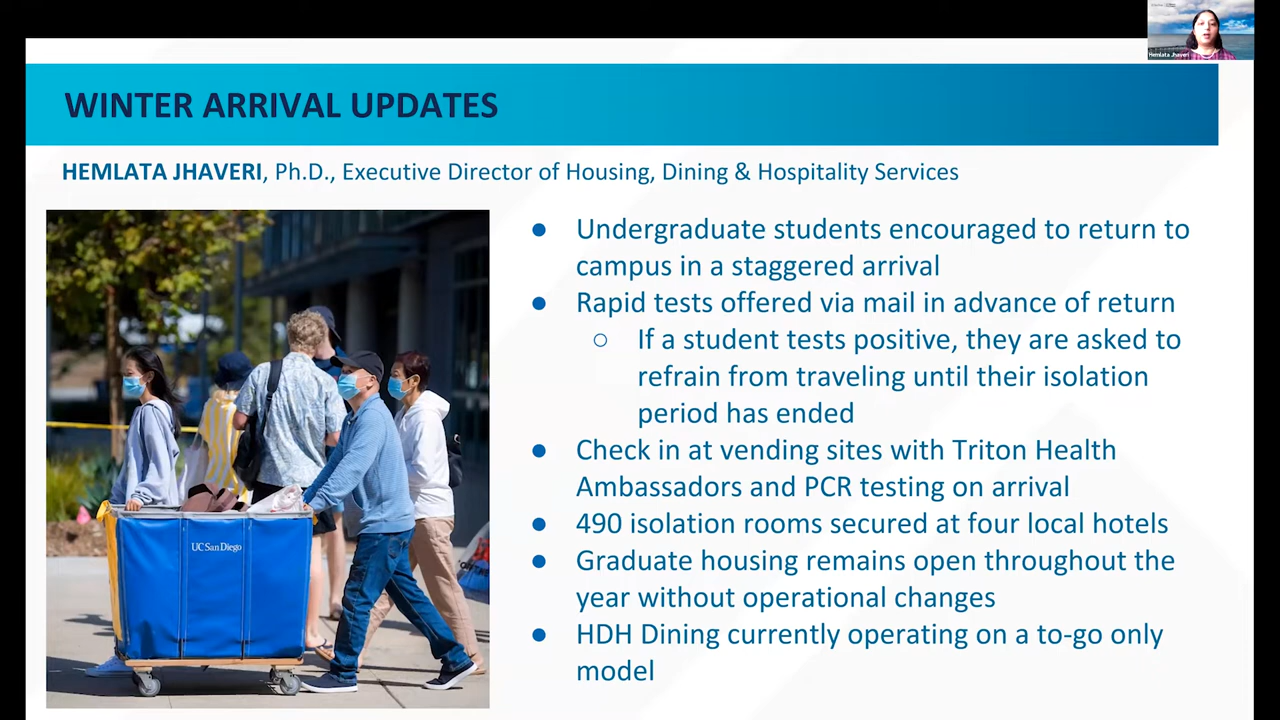 Hemlata Jhaveri
WINTER ARRIVAL UPDATES
HEMLATA JHAVERI, Ph.D., Executive Director of Housing, Dining & Hospitality Services
● Undergraduate students encouraged to return to
campus in a staggered arrival
● Rapid tests offered via mail in advance of return
○ If a student tests positive, they are asked to
refrain from traveling until their isolation
period has ended
● Check in at vending sites with Triton Health
Ambassadors and PCR testing on arrival
● 490 isolation rooms secured at four local hotels
● Graduate housing remains open throughout the
year without operational changes
● HDH Dining currently operating on a to-go only
model
UC San Diego